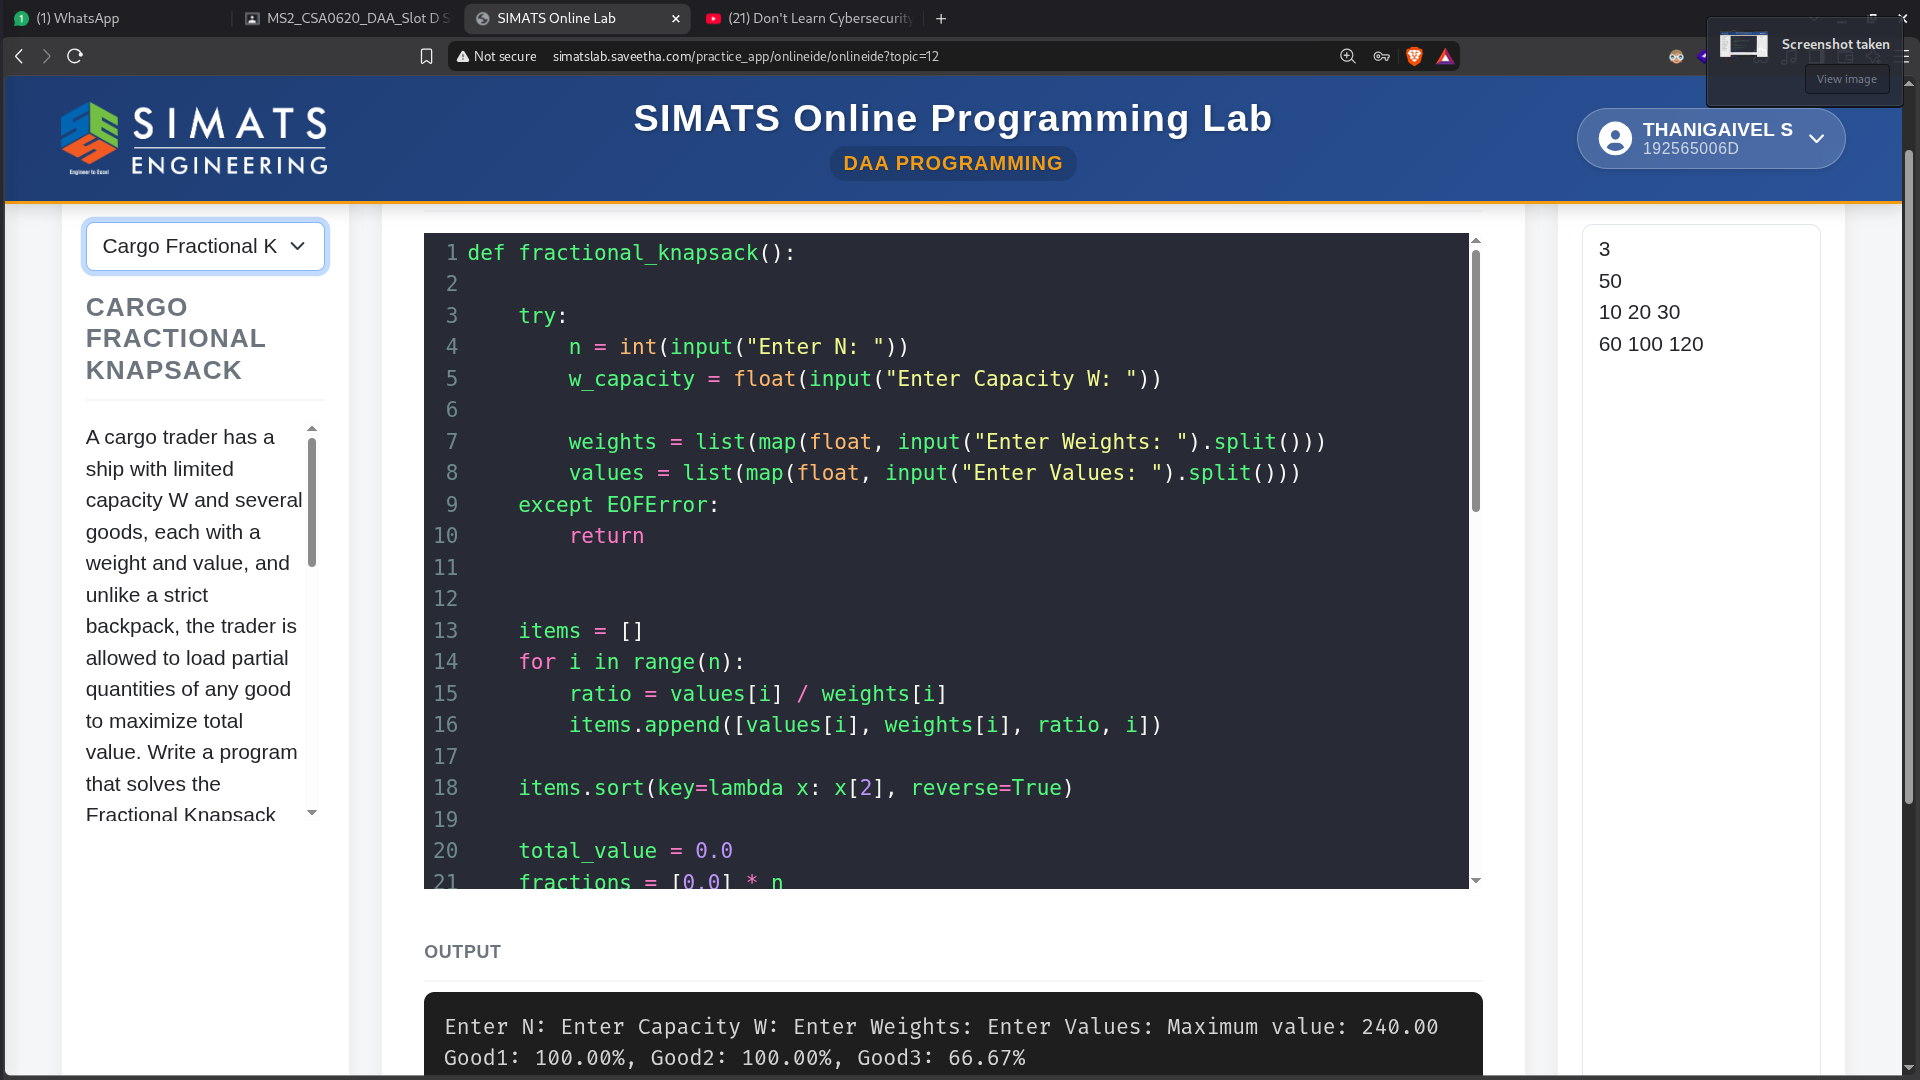 (1) WhatsApp
MS2_CSA0620_DAA_Slot D
SIMATS Online Lab
(21) Don't Learn Cybersecurity
Not secure simatslab.saveetha.com/practice_app/onlineide/onlineide?topic=12
Screenshot taken
View image
SIMATS
ENGINEERING
Engineer to Excel
SIMATS Online Programming Lab
DAA PROGRAMMING
THANIGAIVEL S
192565006D
Cargo Fractional K
CARGO
FRACTIONAL
KNAPSACK
A cargo trader has a
ship with limited
capacity W and several
goods, each with a
weight and value, and
unlike a strict
backpack, the trader is
allowed to load partial
quantities of any good
to maximize total
value. Write a program
that solves the
Fractional Knapsack
1 def fractional_knapsack():
2
3     try:
4         n = int(input("Enter N: "))
5         w_capacity = float(input("Enter Capacity W: "))
6
7         weights = list(map(float, input("Enter Weights: ").split()))
8         values = list(map(float, input("Enter Values: ").split()))
9     except EOFError:
10         return
11
12
13     items = []
14     for i in range(n):
15         ratio = values[i] / weights[i]
16         items.append([values[i], weights[i], ratio, i])
17
18     items.sort(key=lambda x: x[2], reverse=True)
19
20     total_value = 0.0
21     fractions = [0.0] * n
OUTPUT
Enter N: Enter Capacity W: Enter Weights: Enter Values: Maximum value: 240.00
Good1: 100.00%, Good2: 100.00%, Good3: 66.67%
3
50
10 20 30
60 100 120